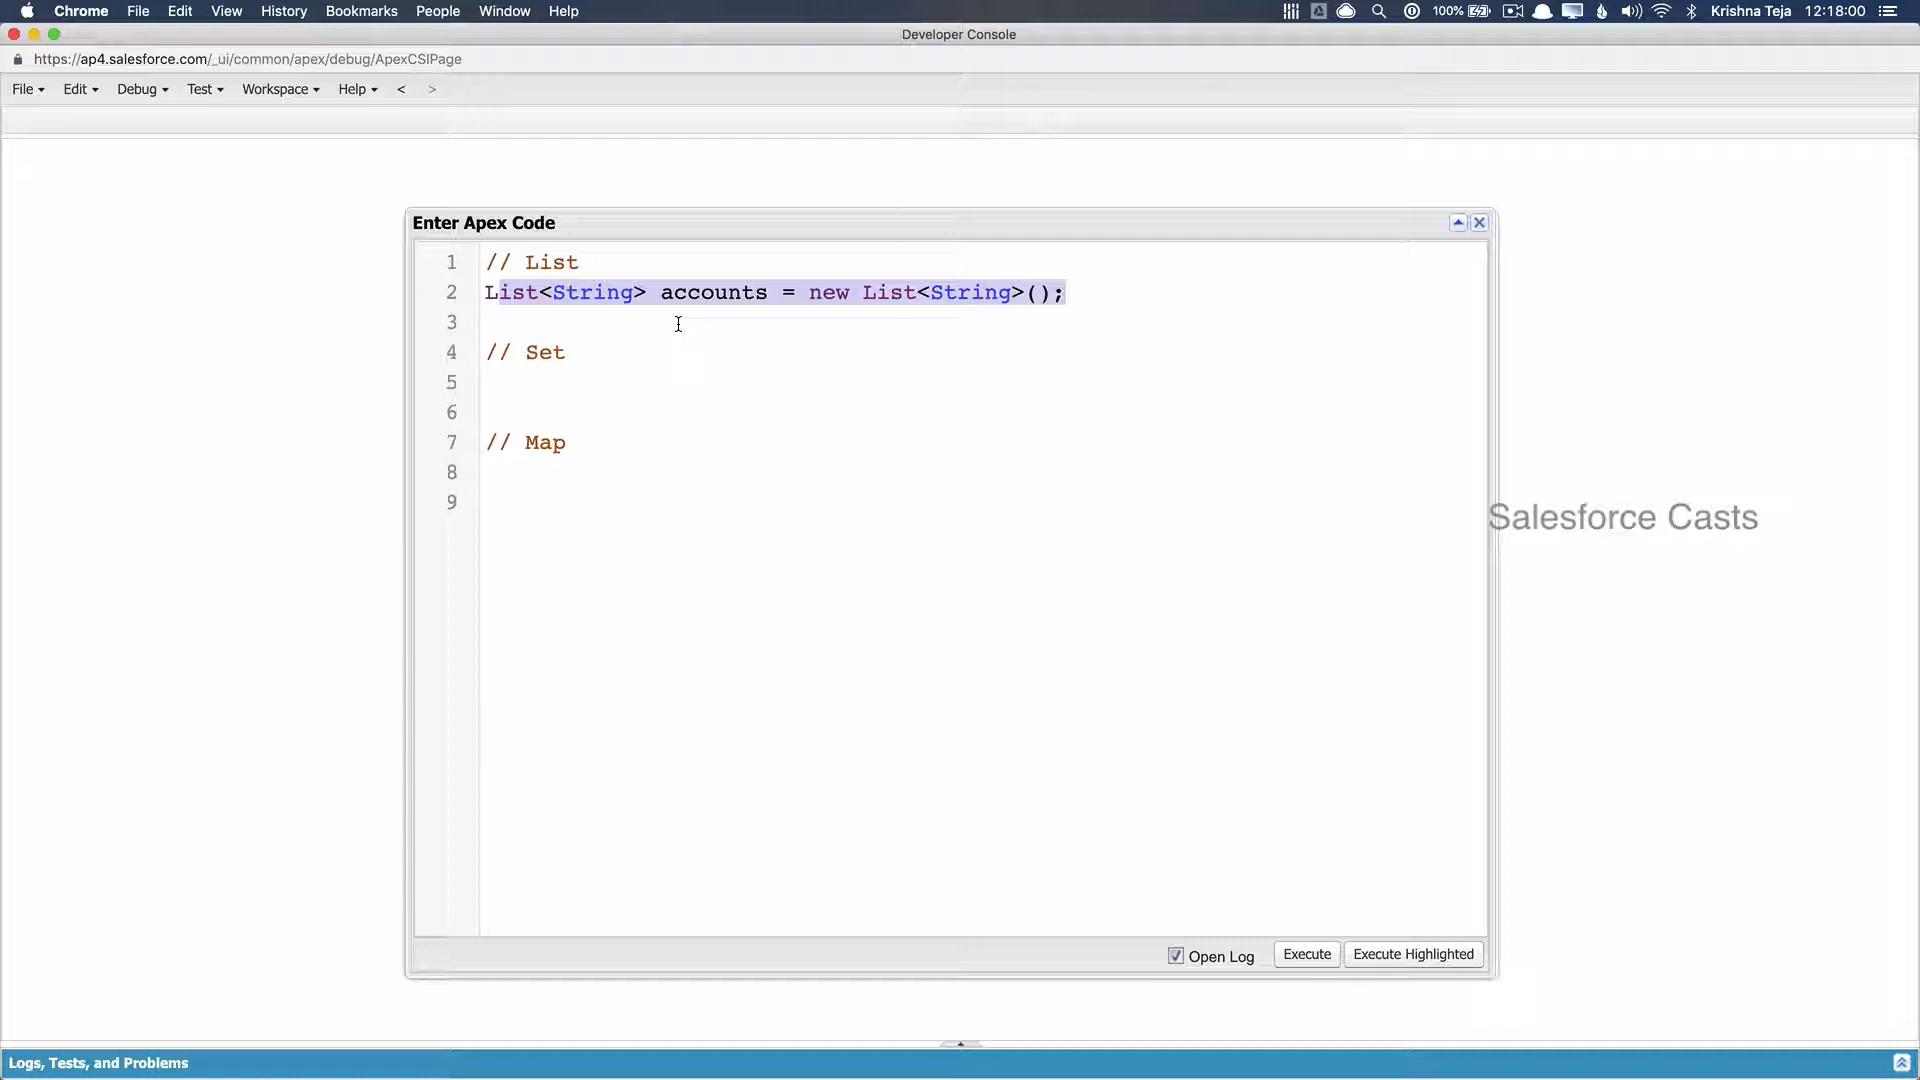 Chrome File Edit View History Bookmarks People Window Help 100% Krishna Teja 12:18:00
Developer Console
https://ap4.salesforce.com/_ui/common/apex/debug/ApexCSIPage
File Edit Debug Test Workspace Help < >
Enter Apex Code
1 // List
2 List<String> accounts = new List<String>();
3
4 // Set
5
6
7 // Map
8
9
Salesforce Casts
Open Log Execute Execute Highlighted
Logs, Tests, and Problems